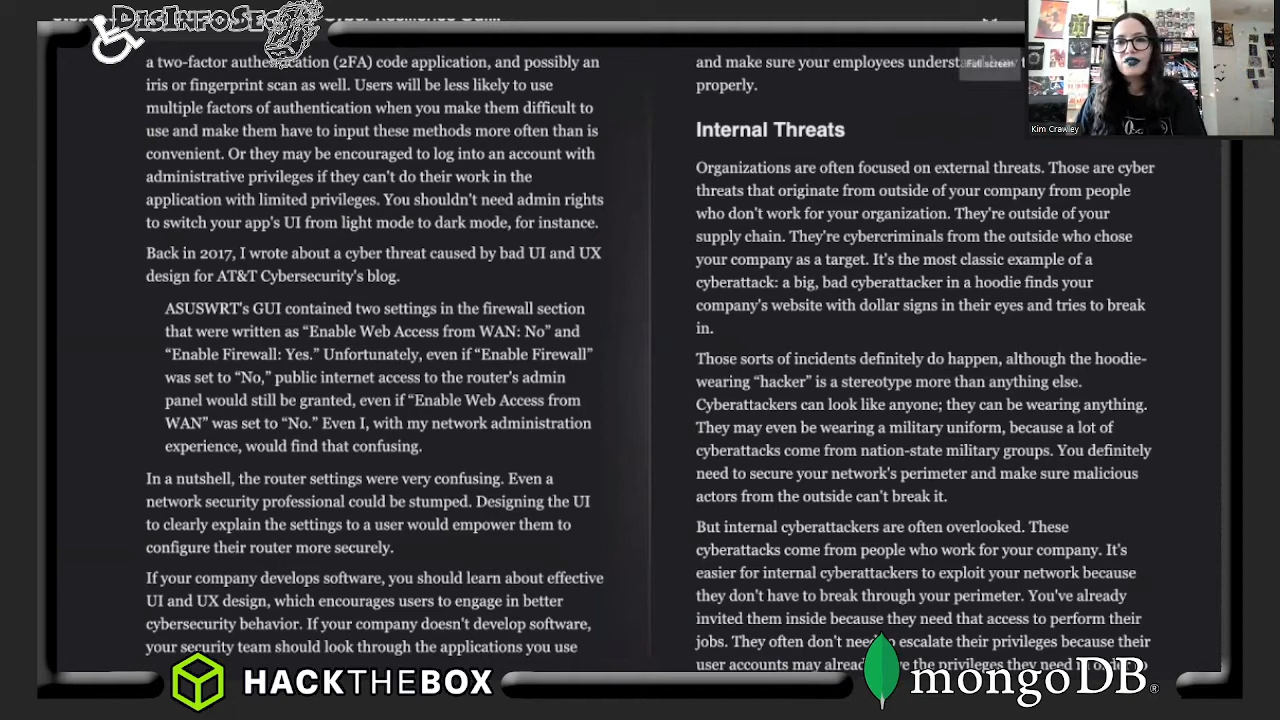 DISINFOSEC
a two-factor authentication (2FA) code application, and possibly an
iris or fingerprint scan as well. Users will be less likely to use
multiple factors of authentication when you make them difficult to
use and make them have to input these methods more often than is
convenient. Or they may be encouraged to log into an account with
administrative privileges if they can't do their work in the
application with limited privileges. You shouldn't need admin rights
to switch your app's UI from light mode to dark mode, for instance.
Back in 2017, I wrote about a cyber threat caused by bad UI and UX
design for AT&T Cybersecurity's blog.
ASUSWRT's GUI contained two settings in the firewall section
that were written as “Enable Web Access from WAN: No” and
“Enable Firewall: Yes.” Unfortunately, even if “Enable Firewall”
was set to “No,” public internet access to the router's admin
panel would still be granted, even if “Enable Web Access from
WAN” was set to “No.” Even I, with my network administration
experience, would find that confusing.
In a nutshell, the router settings were very confusing. Even a
network security professional could be stumped. Designing the UI
to clearly explain the settings to a user would empower them to
configure their router more securely.
If your company develops software, you should learn about effective
UI and UX design, which encourages users to engage in better
cybersecurity behavior. If your company doesn't develop software,
your security team should look through the applications you use
and make sure your employees
Full screen
properly.
Internal Threats
Organizations are often focused on external threats. Those are cyber
threats that originate from outside of your company from people
who don't work for your organization. They're outside of your
supply chain. They're cybercriminals from the outside who chose
your company as a target. It's the most classic example of a
cyberattack: a big, bad cyberattacker in a hoodie finds your
company's website with dollar signs in their eyes and tries to break
in.
Those sorts of incidents definitely do happen, although the hoodie-
wearing “hacker” is a stereotype more than anything else.
Cyberattackers can look like anyone; they can be wearing anything.
They may even be wearing a military uniform, because a lot of
cyberattacks come from nation-state military groups. You definitely
need to secure your network's perimeter and make sure malicious
actors from the outside can't break it.
But internal cyberattackers are often overlooked. These
cyberattacks come from people who work for your company. It's
easier for internal cyberattackers to exploit your network because
they don't have to break through your perimeter. You've already
invited them inside because they need that access to perform their
jobs. They often don't need to escalate their privileges because their
user accounts may already have the privileges they need
Kim Crawley
HACKTHEBOX
mongoDB®